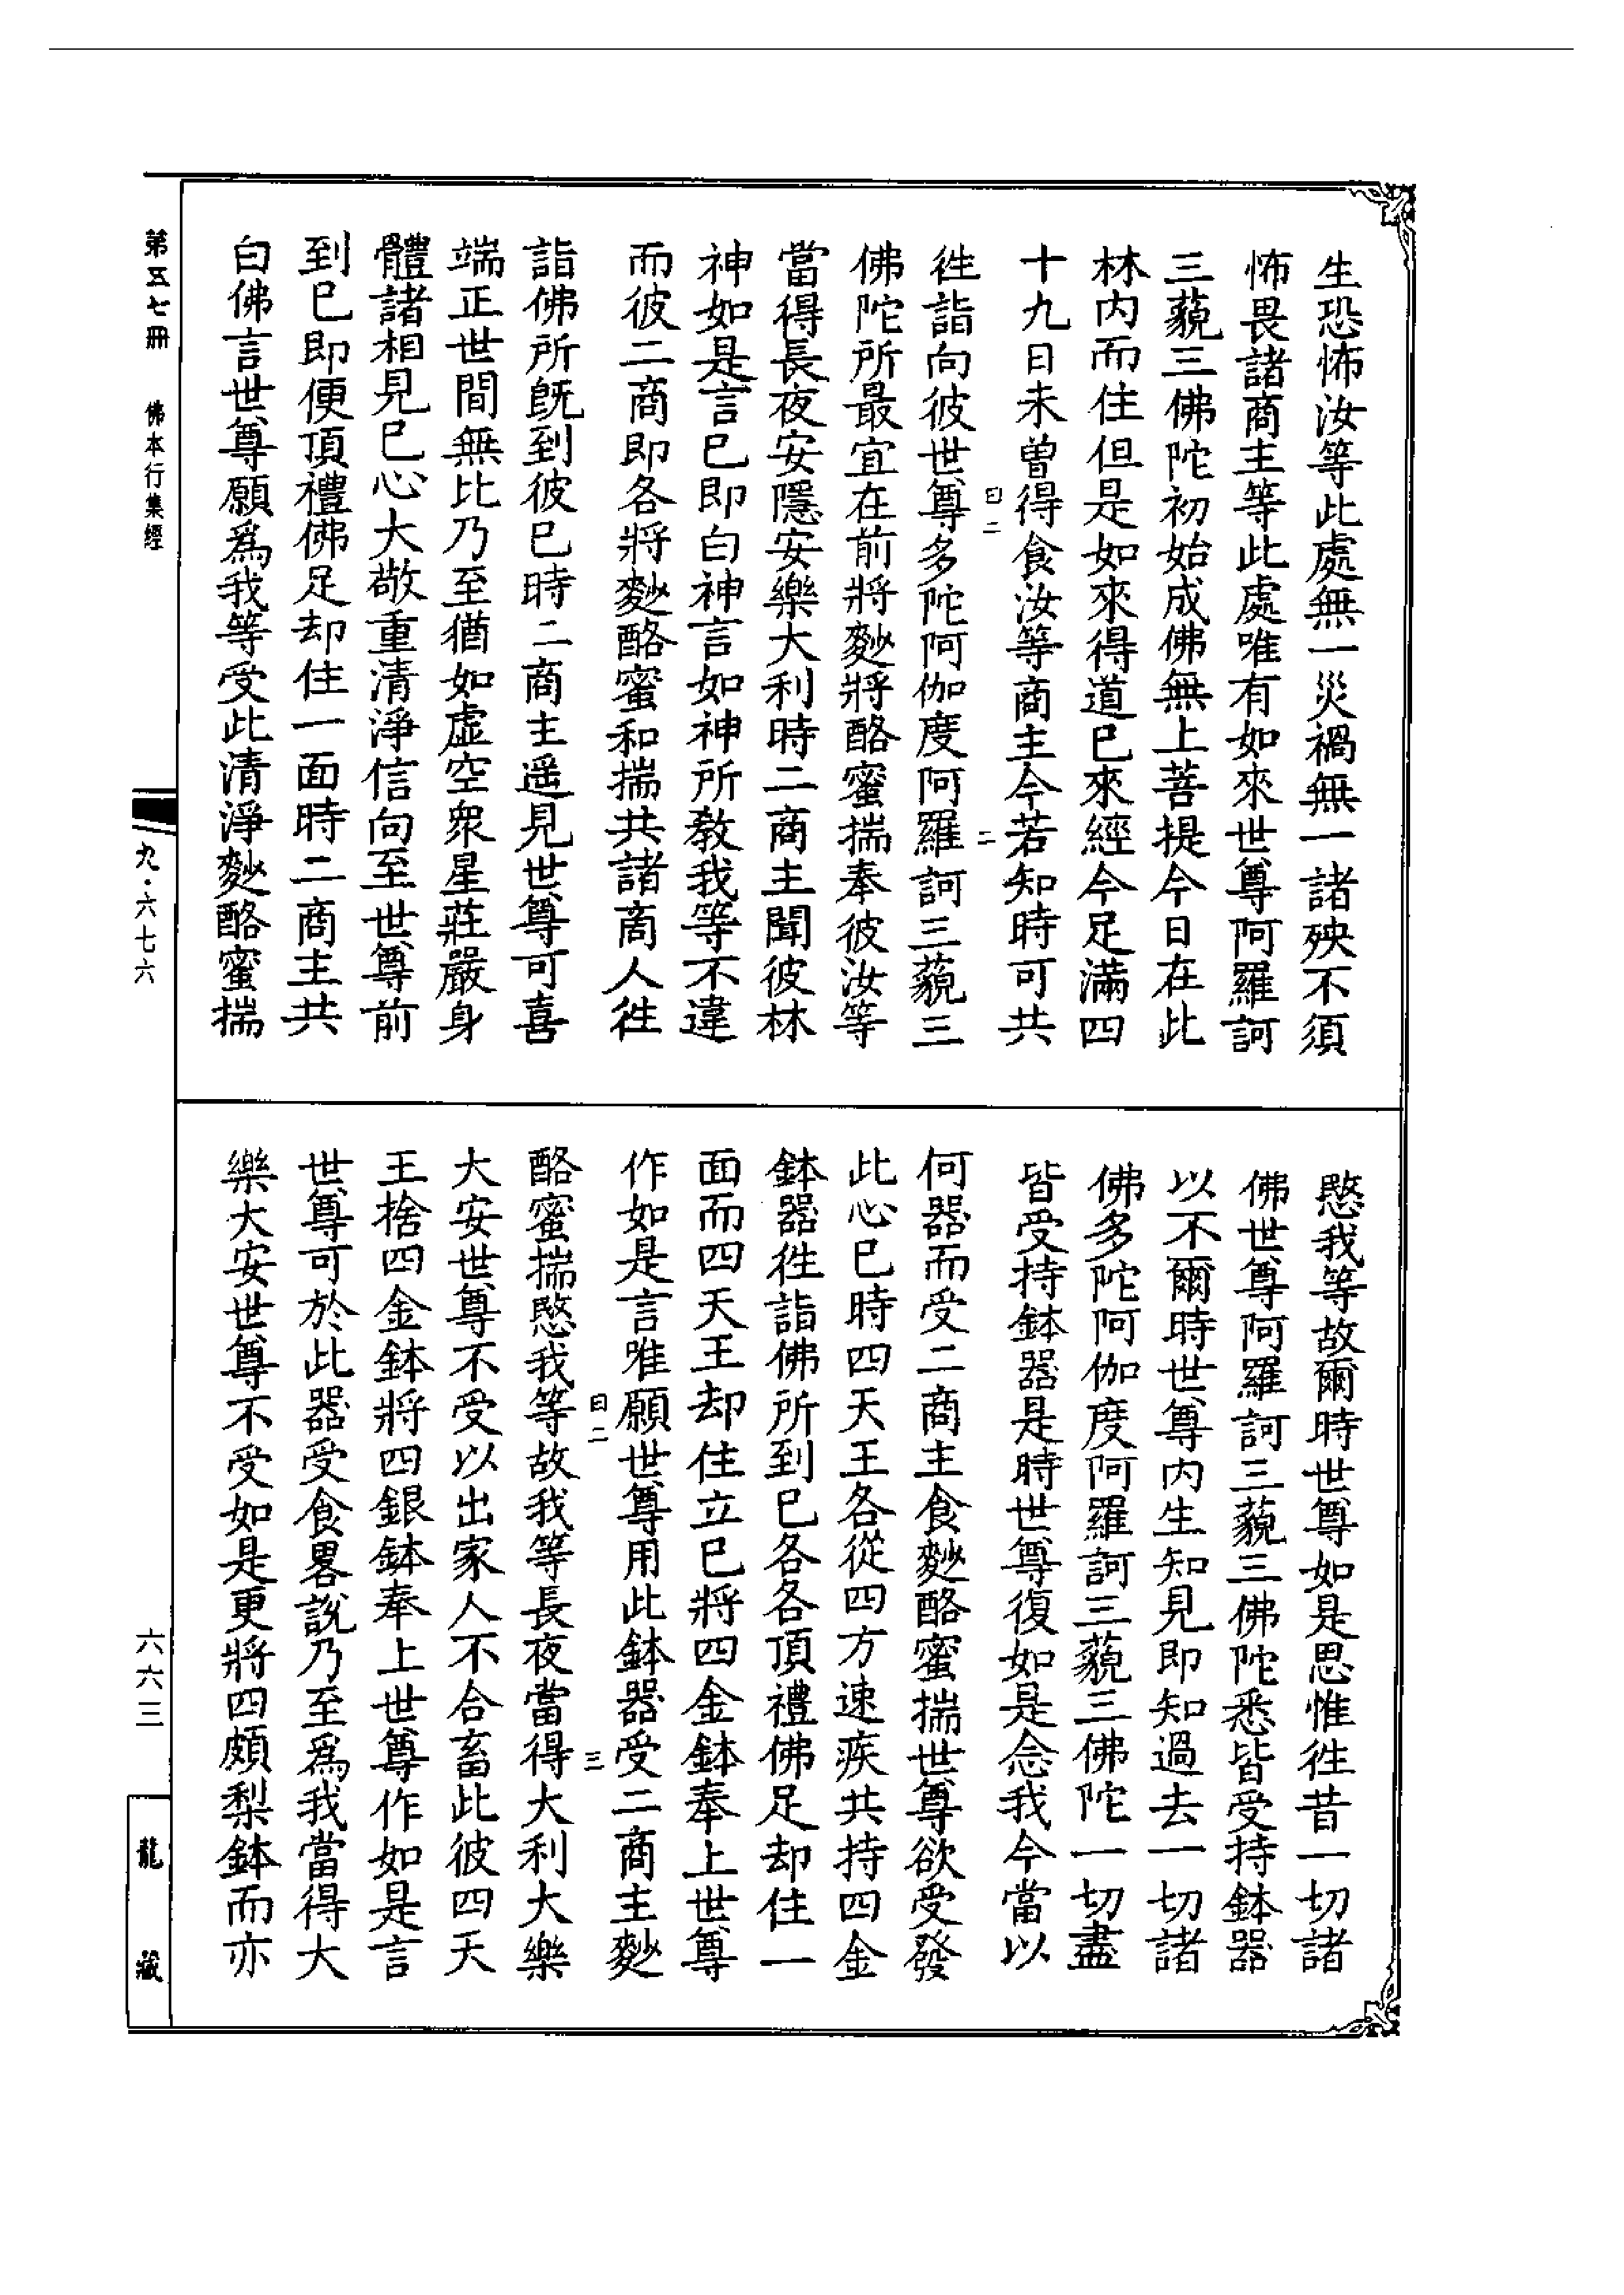 生恐怖汝等此處無一災禍無一諸殃不須
怖畏諸商主等此處唯有如來世尊阿羅訶
三藐三佛陀初始成佛無上菩提今日在此
林内而住但是如來得道已來經今足滿四
十九日未曾得食汝等商主今若知時可共
徃詣向彼世尊多陀阿伽度阿羅訶三藐三
佛陀所最宜在前將麨將酪蜜揣奉彼汝等
當得長夜安隱安樂大利時二商主聞彼林
神如是言已即白神言如神所教我等不違
而彼二商即各將麨酪蜜和揣共諸商人徃
詣佛所旣到彼已時二商主遥見世尊可喜
端正世間無比乃至猶如虛空衆星莊嚴身
體諸相見已心大敬重清淨信向至世尊前
到已即便頂禮佛足却住一面時二商主共
白佛言世尊願爲我等受此清淨麨酪蜜揣
曰二
二
愍我等故爾時世尊如是思惟徃昔一切諸
佛世尊阿羅訶三藐三佛陀悉皆受持鉢器
以不爾時世尊内生知見即知過去一切諸
佛多陀阿伽度阿羅訶三藐三佛陀一切盡
皆受持鉢器是時世尊復如是念我今當以
何器而受二商主食麨酪蜜揣世尊欲受發
此心已時四天王各從四方速疾共持四金
鉢器徃詣佛所到已各各頂禮佛足却住一
面而四天王却住立已將四金鉢奉上世尊
作如是言唯願世尊用此鉢器受二商主麨
酪蜜揣愍我等故我等長夜當得大利大樂
大安世尊不受以出家人不合畜此彼四天
王捨四金鉢將四銀鉢奉上世尊作如是言
世尊可於此器受食畧說乃至爲我當得大
樂大安世尊不受如是更將四頗梨鉢而亦
曰二
三
第五七冊 佛本行集經
九·六七六
六六三
龍藏